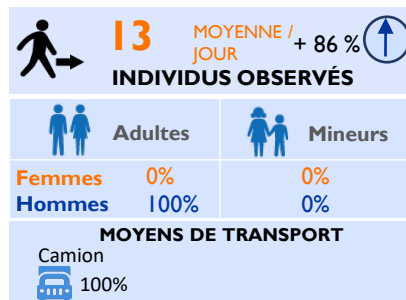 13 MOYENNE / JOUR + 86 %
INDIVIDUS OBSERVÉS
Adultes Mineurs
Femmes 0% 0%
Hommes 100% 0%
MOYENS DE TRANSPORT
Camion
100%